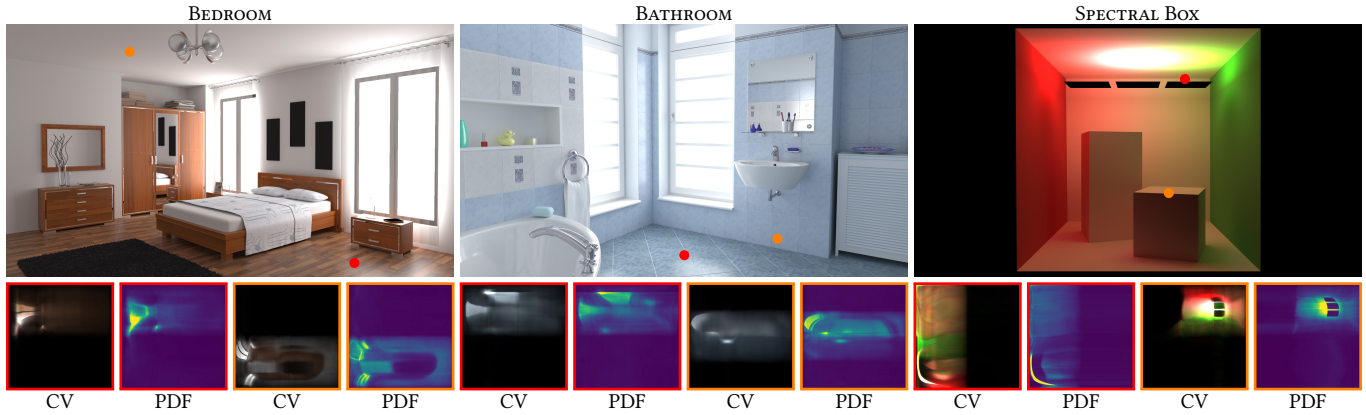 BEDROOM BATHROOM SPECTRAL BOX
CV PDF CV PDF CV PDF CV PDF CV PDF CV PDF